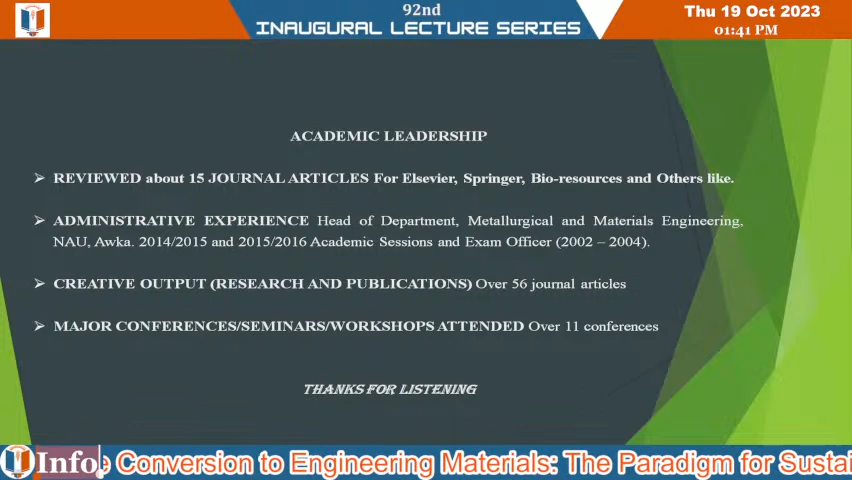 92nd
INAUGURAL LECTURE SERIES
Thu 19 Oct 2023
01:41 PM
ACADEMIC LEADERSHIP
➢ REVIEWED about 15 JOURNAL ARTICLES For Elsevier, Springer, Bio-resources and Others like.
➢ ADMINISTRATIVE EXPERIENCE Head of Department, Metallurgical and Materials Engineering,
NAU, Awka. 2014/2015 and 2015/2016 Academic Sessions and Exam Officer (2002 – 2004).
➢ CREATIVE OUTPUT (RESEARCH AND PUBLICATIONS) Over 56 journal articles
➢ MAJOR CONFERENCES/SEMINARS/WORKSHOPS ATTENDED Over 11 conferences
THANKS FOR LISTENING
Info. Conversion to Engineering Materials: The Paradigm for